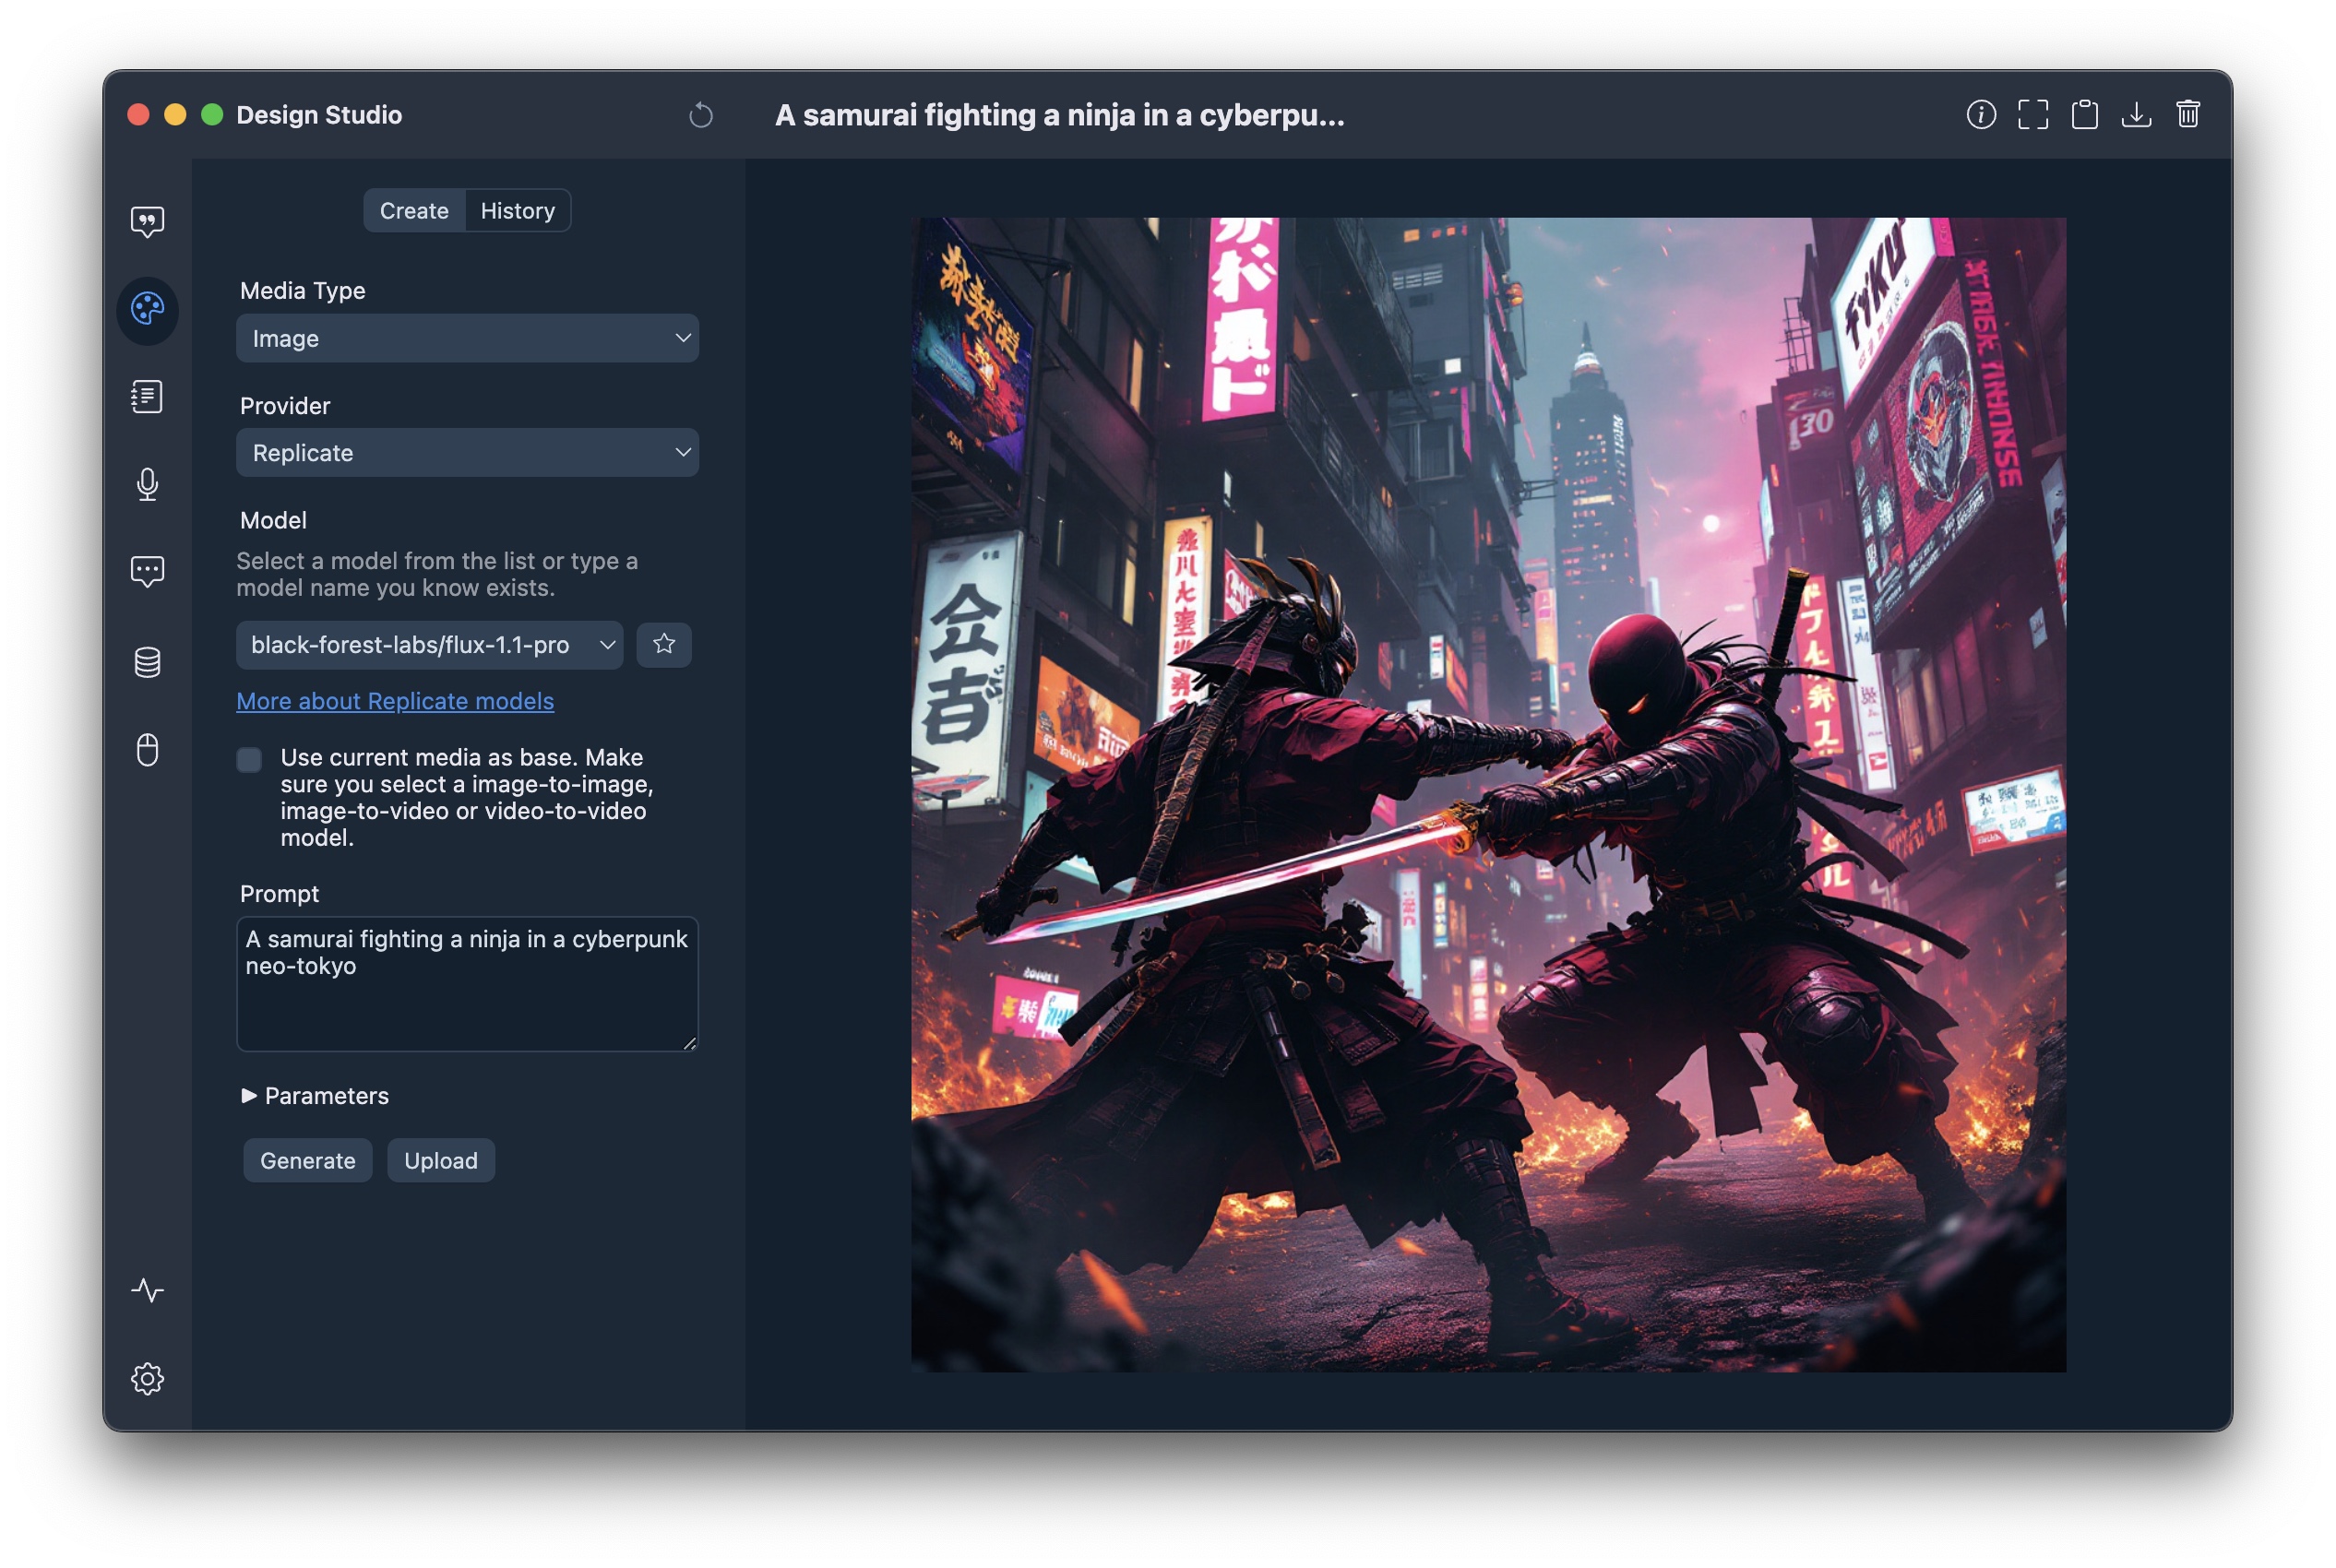 Design Studio
A samurai fighting a ninja in a cyberpu...
Create
History
Media Type
Image
Provider
Replicate
Model
Select a model from the list or type a
model name you know exists.
black-forest-labs/flux-1.1-pro
More about Replicate models
Use current media as base. Make
sure you select a image-to-image,
image-to-video or video-to-video
model.
Prompt
A samurai fighting a ninja in a cyberpunk
neo-tokyo
Parameters
Generate
Upload
130